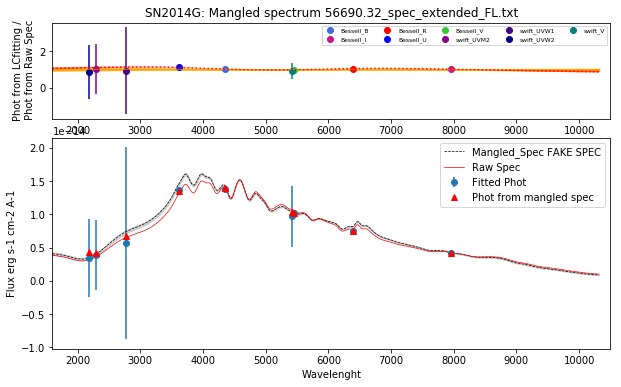 SN2014G: Mangled spectrum 56690.32_spec_extended_FL.txt
Phot from LCfitting /
Phot from Raw Spec
2
0
Bessell_B Bessell_R Bessell_V swift_UVW1 swift_V
Bessell_I Bessell_U swift_UVM2 swift_UVW2
2000 3000 4000 5000 6000 7000 8000 9000 10000
1e−14
Flux erg s-1 cm-2 A-1
2.0
1.5
1.0
0.5
0.0
−0.5
−1.0
Mangled_Spec FAKE SPEC
Raw Spec
Fitted Phot
Phot from mangled spec
2000 3000 4000 5000 6000 7000 8000 9000 10000
Wavelenght